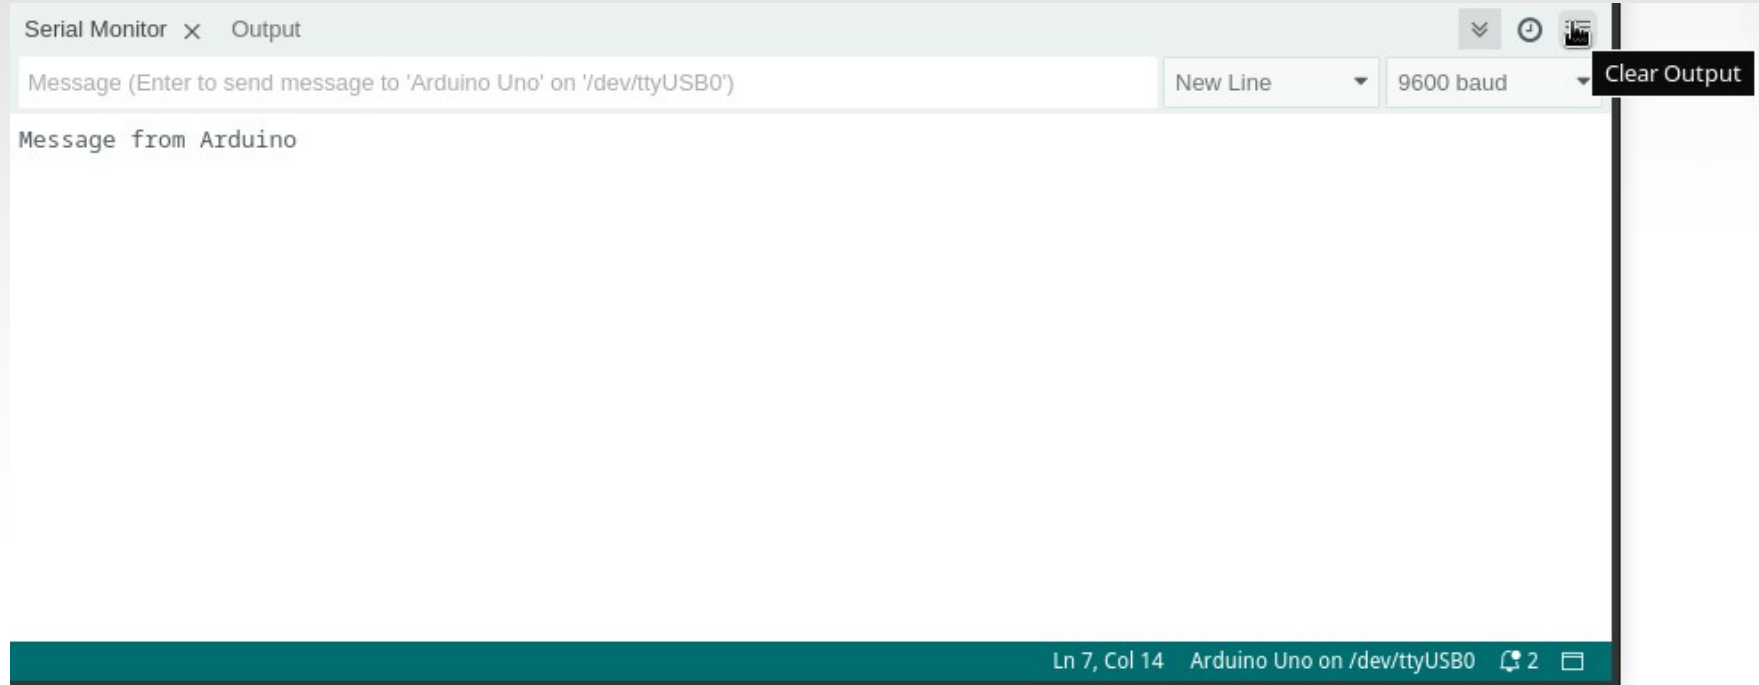 Serial Monitor Output
Clear Output
Message (Enter to send message to 'Arduino Uno' on '/dev/ttyUSB0') New Line 9600 baud
Message from Arduino
Ln 7, Col 14 Arduino Uno on /dev/ttyUSB0 2